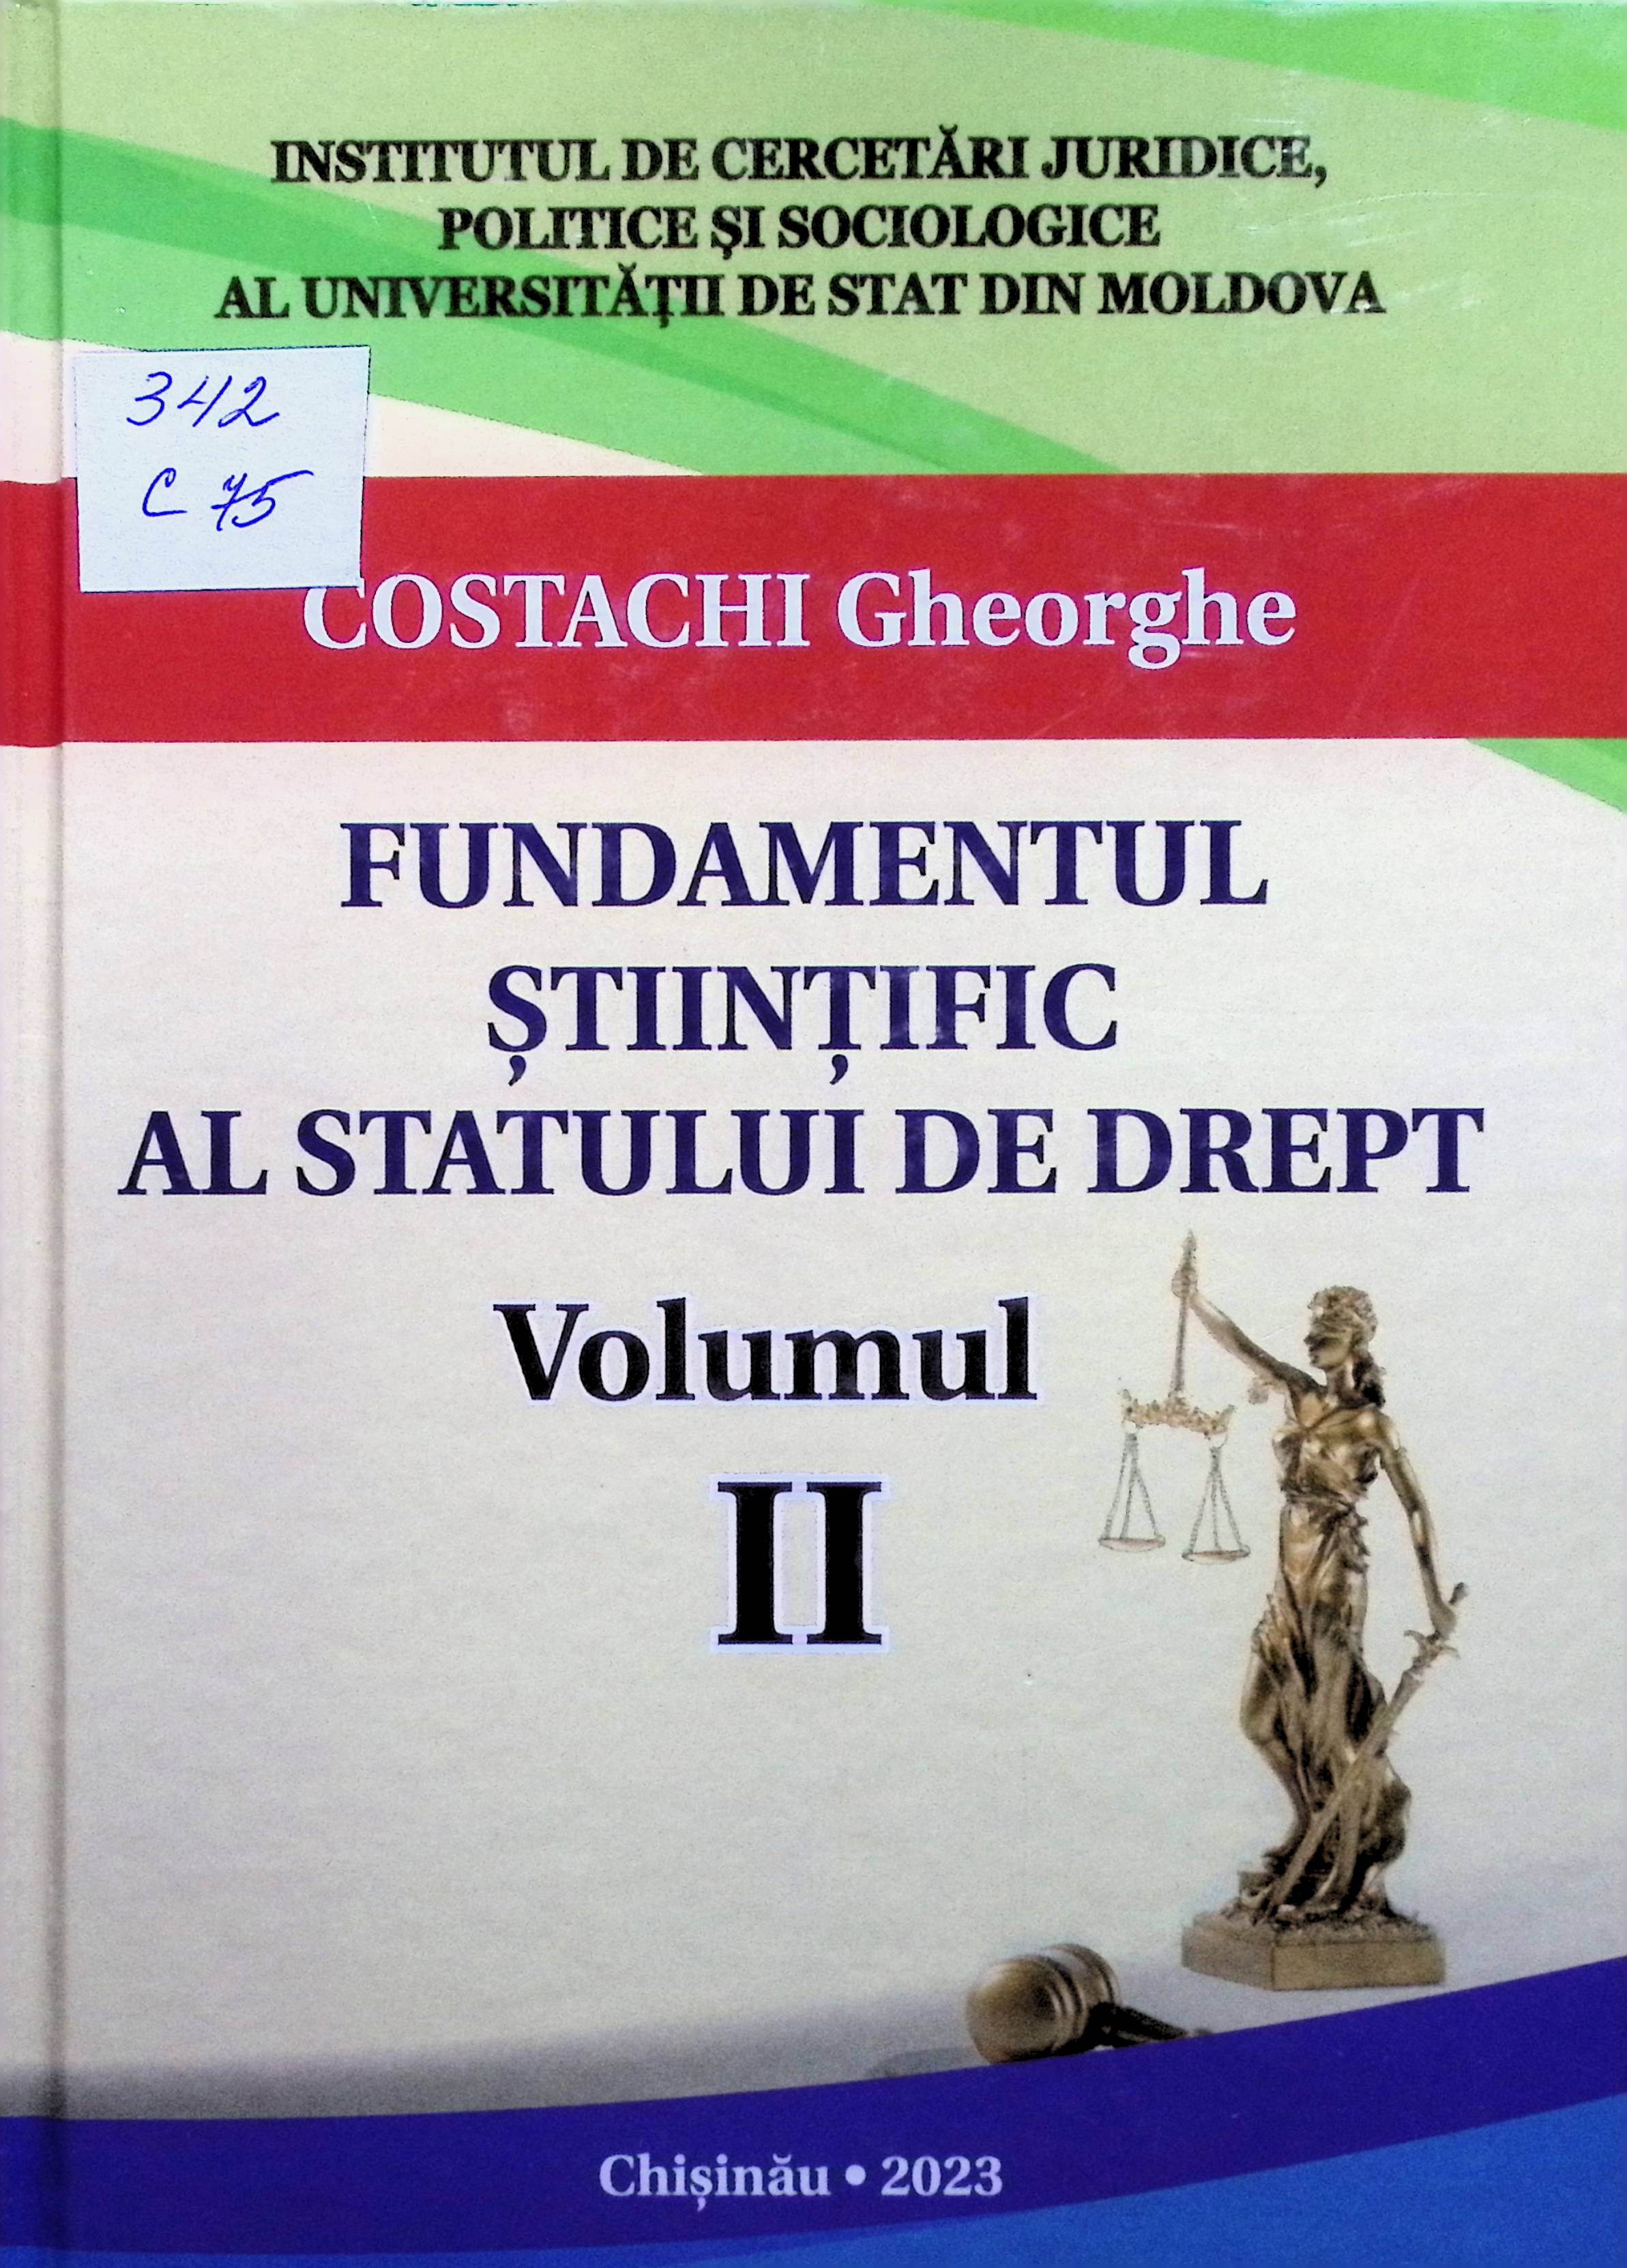 INSTITUTUL DE CERCETĂRI JURIDICE,
POLITICE ȘI SOCIOLOGICE
AL UNIVERSITĂȚII DE STAT DIN MOLDOVA
342
C 75
COSTACHI Gheorghe
FUNDAMENTUL
ȘTIINȚIFIC
AL STATULUI DE DREPT
Volumul
II
Chișinău • 2023